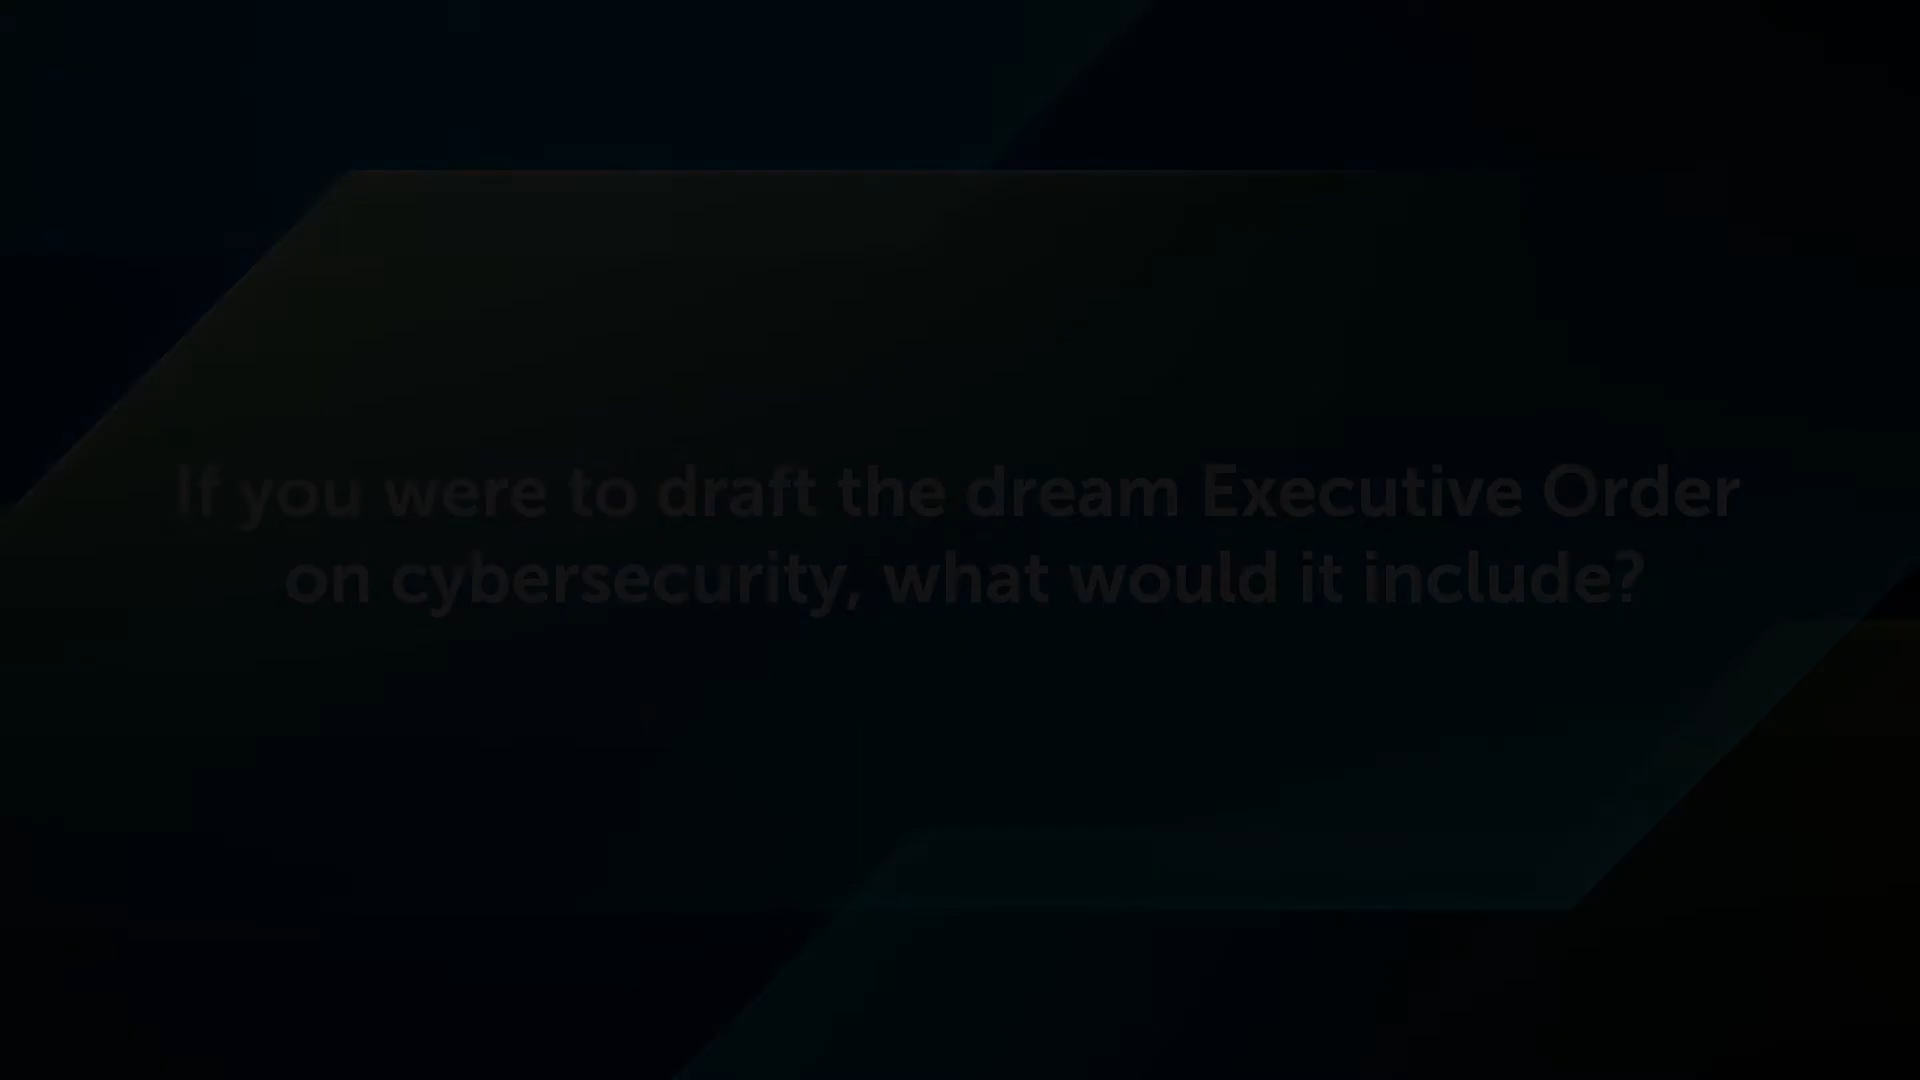 If you were to draft the dream Executive Order
on cybersecurity, what would it include?